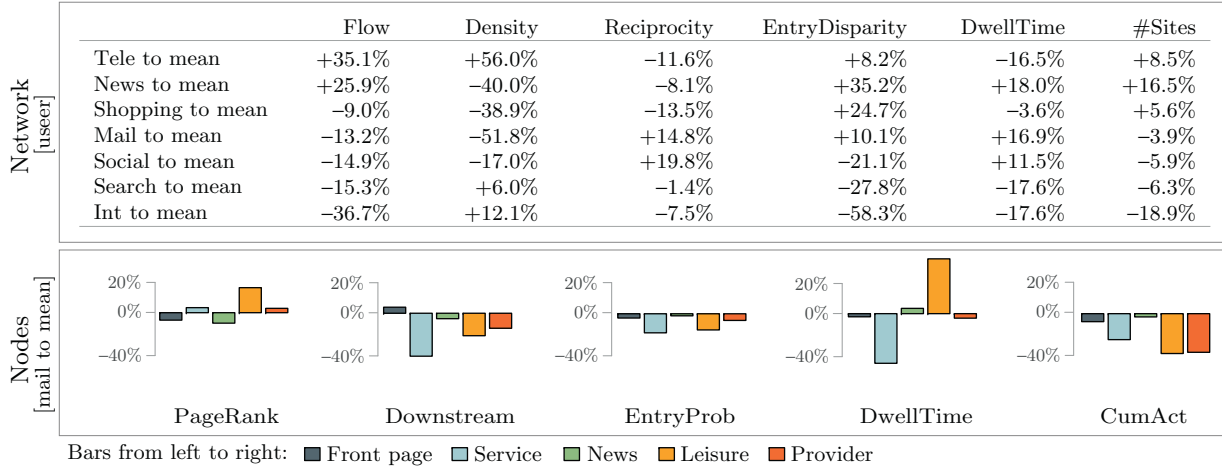 Flow Density Reciprocity EntryDisparity DwellTime #Sites
Tele to mean +35.1% +56.0% –11.6% +8.2% –16.5% +8.5%
News to mean +25.9% –40.0% –8.1% +35.2% +18.0% +16.5%
Shopping to mean –9.0% –38.9% –13.5% +24.7% –3.6% +5.6%
Mail to mean –13.2% –51.8% +14.8% +10.1% +16.9% –3.9%
Social to mean –14.9% –17.0% +19.8% –21.1% +11.5% –5.9%
Search to mean –15.3% +6.0% –1.4% –27.8% –17.6% –6.3%
Int to mean –36.7% +12.1% –7.5% –58.3% –17.6% –18.9%
Network
[useer]
20% 20% 20% 20% 20%
0% 0% 0% 0% 0%
–40% –40% –40% –40% –40%
PageRank Downstream EntryProb DwellTime CumAct
Nodes
[mail to mean]
Bars from left to right: Front page Service News Leisure Provider